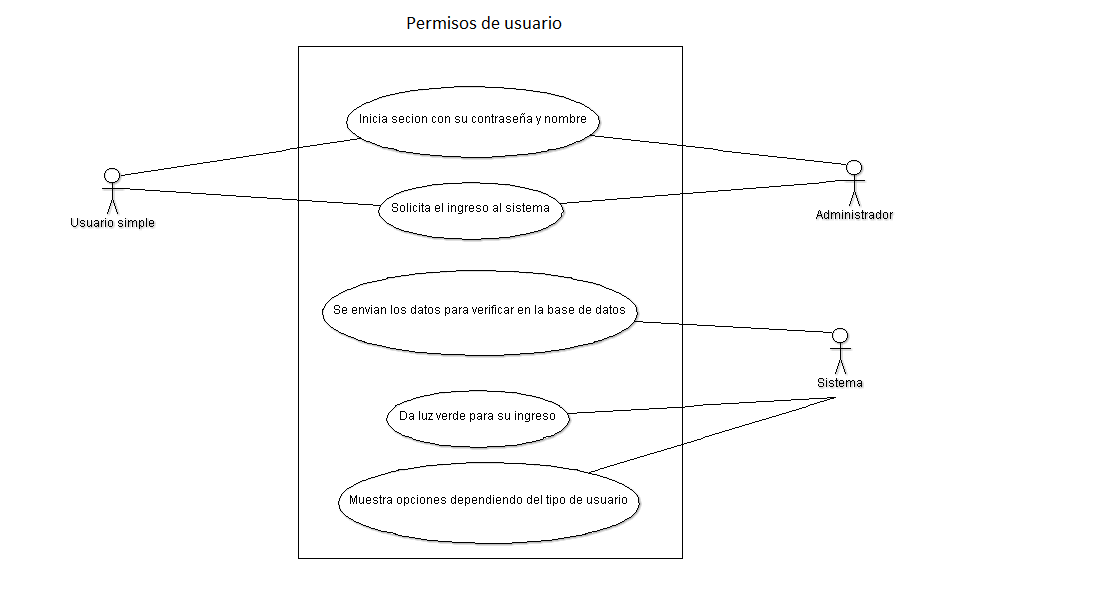 Permisos de usuario
Inicia secion con su contraseña y nombre
Solicita el ingreso al sistema
Usuario simple
Administrador
Se envian los datos para verificar en la base de datos
Sistema
Da luz verde para su ingreso
Muestra opciones dependiendo del tipo de usuario